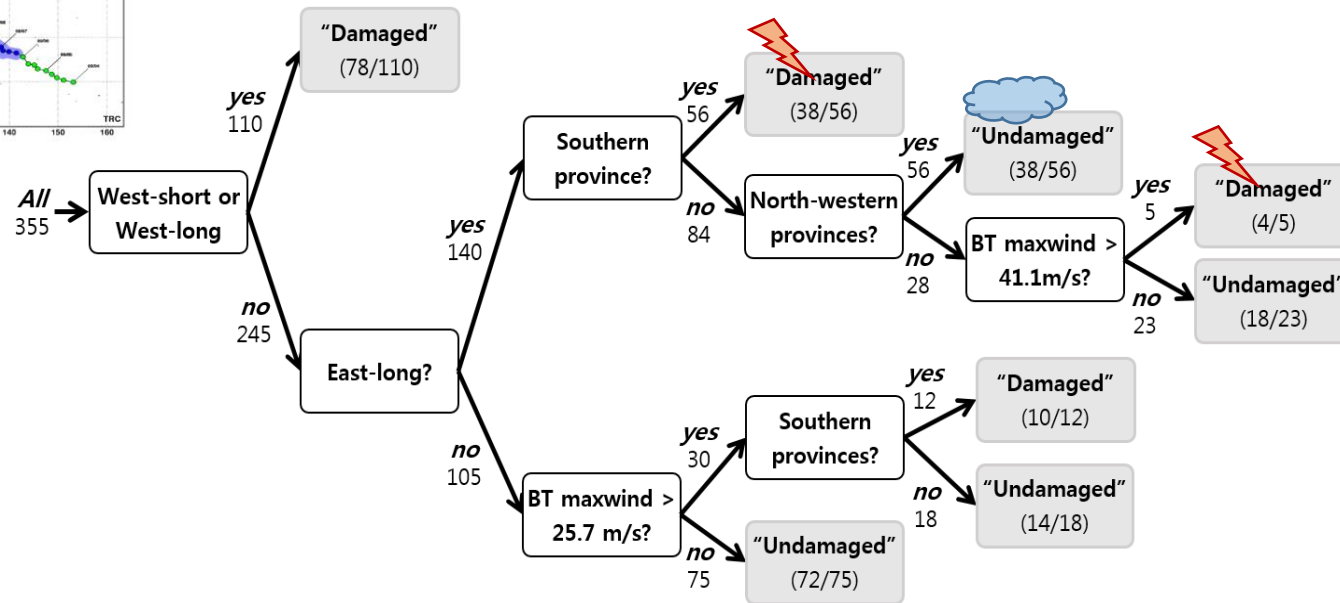 TRC
140 150 160
All
355
West-short or
West-long
yes
110
“Damaged”
(78/110)
no
245
East-long?
yes
140
Southern
province?
yes
56
“Damaged”
(38/56)
no
84
North-western
provinces?
yes
56
“Undamaged”
(38/56)
no
28
BT maxwind >
41.1m/s?
yes
5
“Damaged”
(4/5)
no
23
“Undamaged”
(18/23)
no
105
BT maxwind >
25.7 m/s?
yes
30
Southern
provinces?
yes
12
“Damaged”
(10/12)
no
18
“Undamaged”
(14/18)
no
75
“Undamaged”
(72/75)